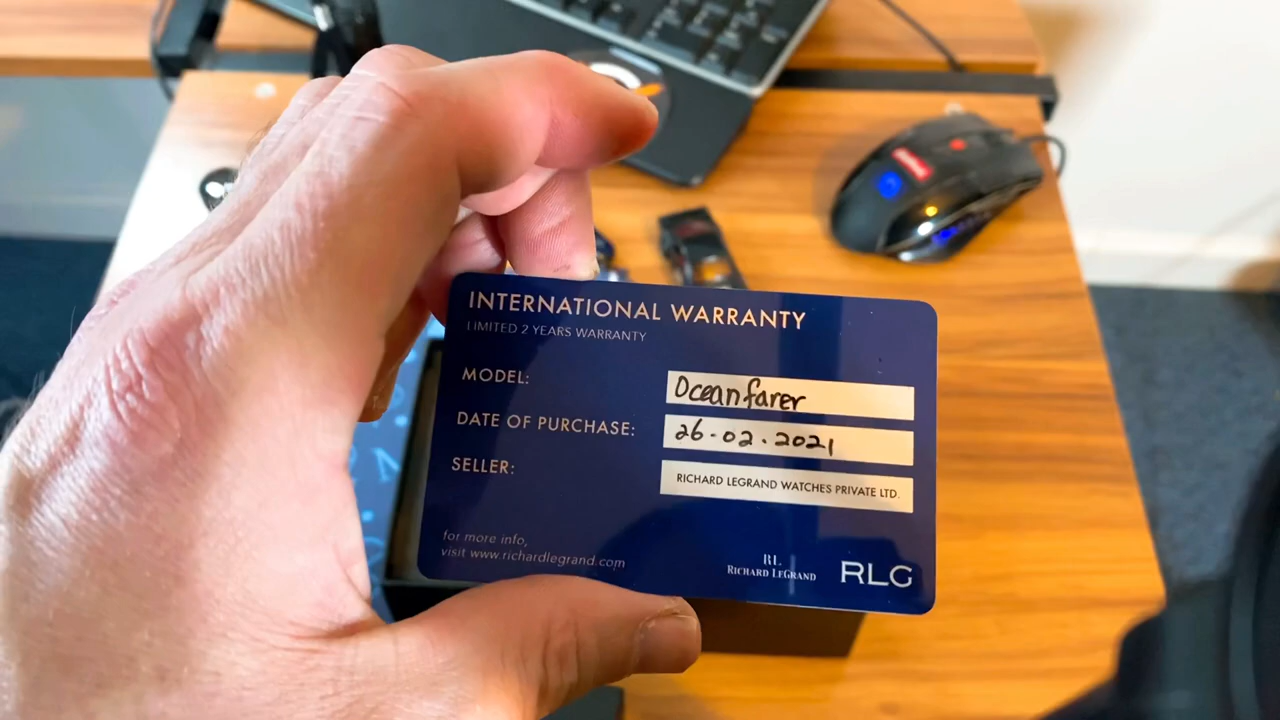 INTERNATIONAL WARRANTY
LIMITED 2 YEARS WARRANTY
MODEL: Oceanfarer
DATE OF PURCHASE: 26-02-2021
SELLER: RICHARD LEGRAND WATCHES PRIVATE LTD.
for more info,
visit www.richardlegrand.com
RL
RICHARD LEGRAND
RLG